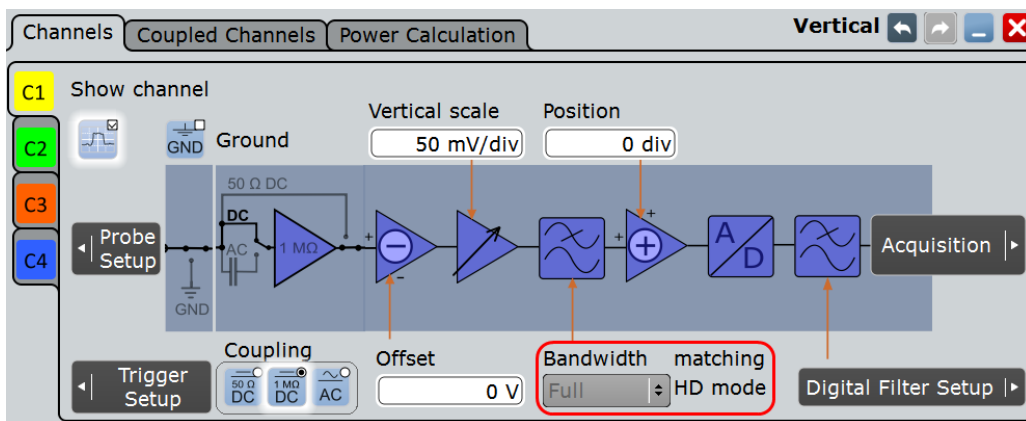 Channels
Coupled Channels
Power Calculation
Vertical
C1
C2
C3
C4
Show channel
GND
Ground
Vertical scale
50 mV/div
Position
0 div
50 Ω DC
DC
AC
1 MΩ
GND
Probe
Setup
+
−
-
+
+
+
A
D
Acquisition
Trigger
Setup
Coupling
50 Ω
DC
1 MΩ
DC
AC
Offset
0 V
Bandwidth matching
Full HD mode
Digital Filter Setup